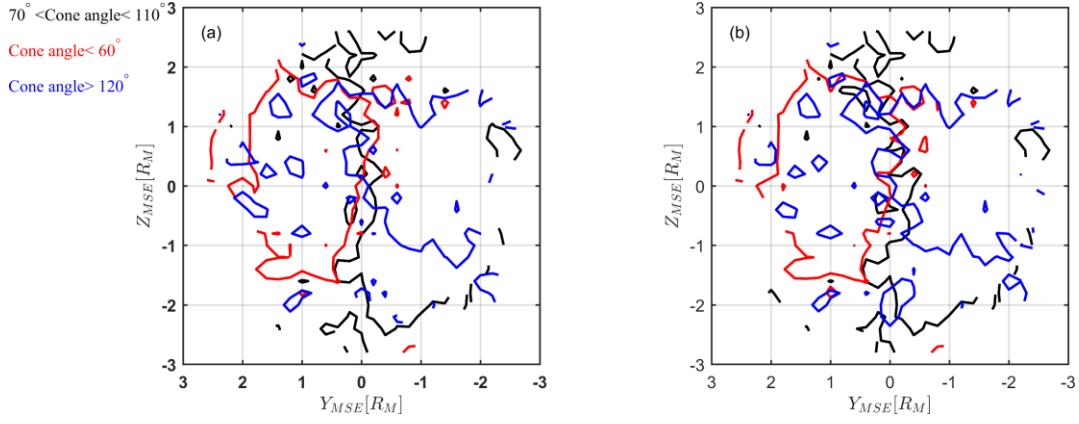 70° <Cone angle< 110°
Cone angle< 60°
Cone angle> 120°
(a)
3
2
1
0
-1
-2
-3
Z_MSE[R_M]
3 2 1 0 -1 -2 -3
Y_MSE[R_M]
(b)
3
2
1
0
-1
-2
-3
Z_MSE[R_M]
3 2 1 0 -1 -2 -3
Y_MSE[R_M]